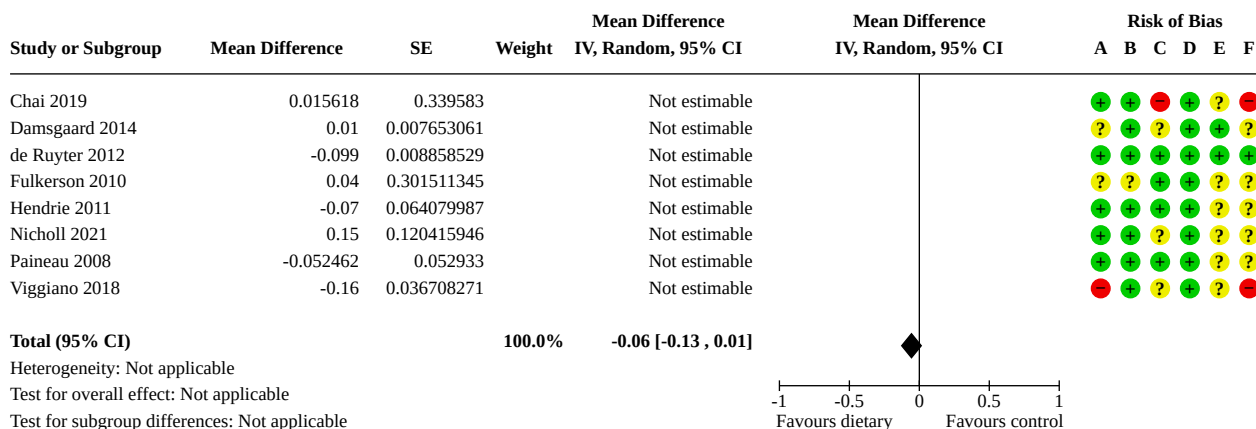 Mean Difference Mean Difference Risk of Bias
Study or Subgroup Mean Difference SE Weight IV, Random, 95% CI IV, Random, 95% CI A B C D E F
Chai 2019 0.015618 0.339583 Not estimable + + − + ? −
Damsgaard 2014 0.01 0.007653061 Not estimable ? + ? + + ?
de Ruyter 2012 -0.099 0.008858529 Not estimable + + + + + +
Fulkerson 2010 0.04 0.301511345 Not estimable ? ? + + ? ?
Hendrie 2011 -0.07 0.064079987 Not estimable + + + + ? ?
Nicholl 2021 0.15 0.120415946 Not estimable + + ? + ? ?
Paineau 2008 -0.052462 0.052933 Not estimable + + + + ? ?
Viggiano 2018 -0.16 0.036708271 Not estimable − + ? + ? −
Total (95% CI) 100.0% -0.06 [-0.13 , 0.01]
Heterogeneity: Not applicable
Test for overall effect: Not applicable
-1 -0.5 0 0.5 1
Test for subgroup differences: Not applicable Favours dietary Favours control